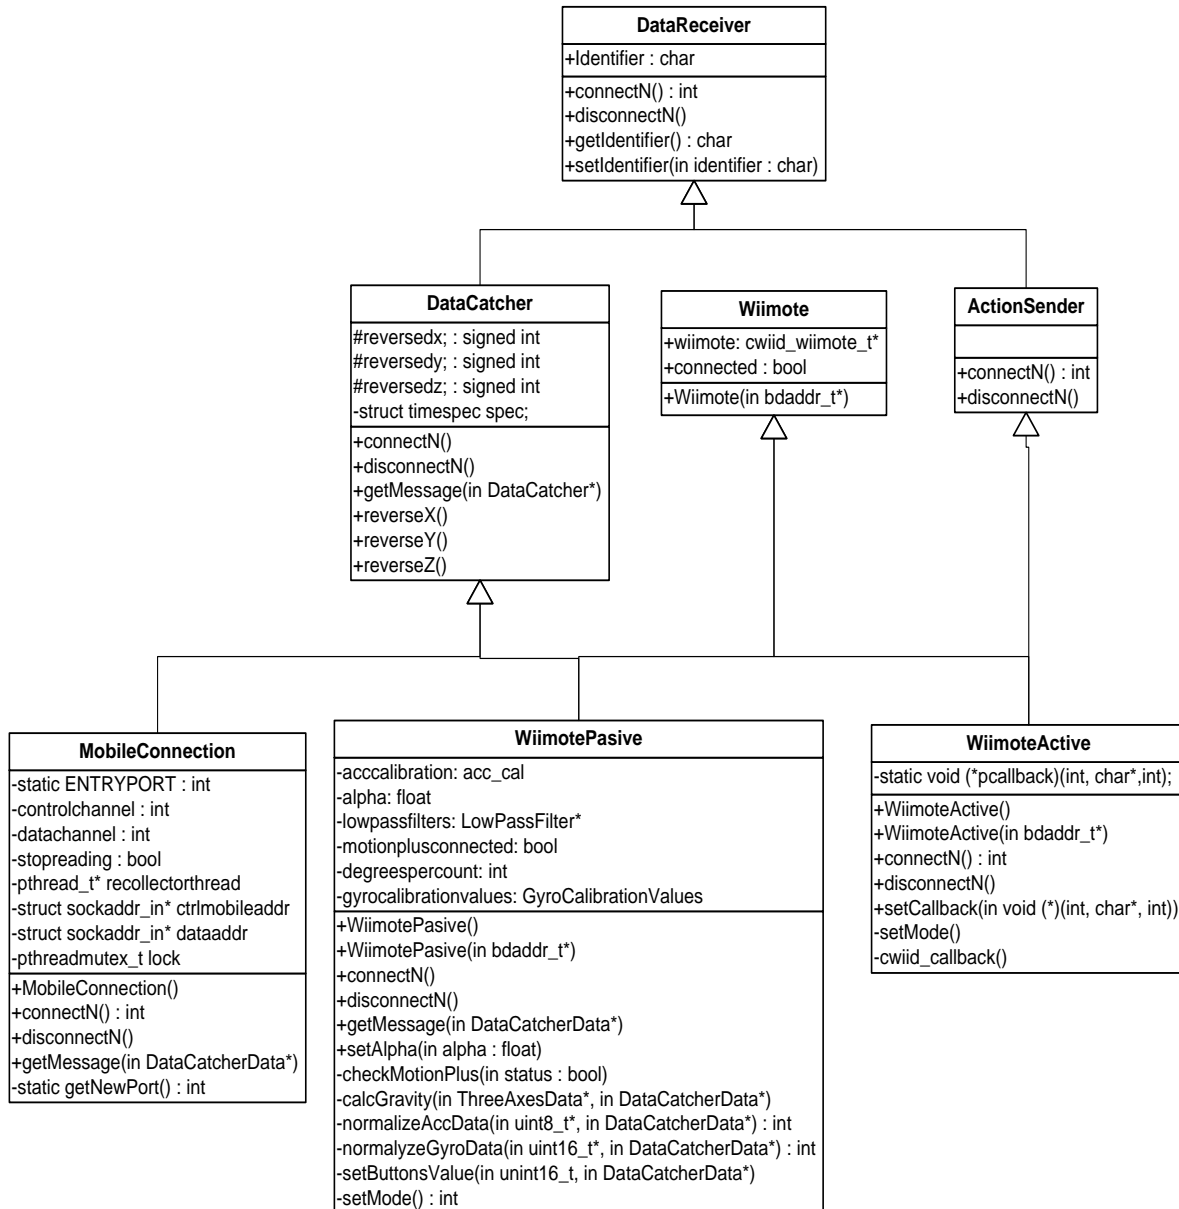 DataReceiver
+Identifier : char
+connectN() : int
+disconnectN()
+getIdentifier() : char
+setIdentifier(in identifier : char)
DataCatcher
#reversedx; : signed int
#reversedy; : signed int
#reversedz; : signed int
-struct timespec spec;
+connectN()
+disconnectN()
+getMessage(in DataCatcher*)
+reverseX()
+reverseY()
+reverseZ()
Wiimote
+wiimote: cwiid_wiimote_t*
+connected : bool
+Wiimote(in bdaddr_t*)
ActionSender
+connectN() : int
+disconnectN()
MobileConnection
-static ENTRYPORT : int
-controlchannel : int
-datachannel : int
-stopreading : bool
-pthread_t* recollectorthread
-struct sockaddr_in* ctrlmobileaddr
-struct sockaddr_in* dataaddr
-pthreadmutex_t lock
+MobileConnection()
+connectN() : int
+disconnectN()
+getMessage(in DataCatcherData*)
-static getNewPort() : int
WiimotePasive
-acccalibration: acc_cal
-alpha: float
-lowpassfilters: LowPassFilter*
-motionplusconnected: bool
-degreespercount: int
-gyrocalibrationvalues: GyroCalibrationValues
+WiimotePasive()
+WiimotePasive(in bdaddr_t*)
+connectN()
+disconnectN()
+getMessage(in DataCatcherData*)
+setAlpha(in alpha : float)
-checkMotionPlus(in status : bool)
-calcGravity(in ThreeAxesData*, in DataCatcherData*)
-normalizeAccData(in uint8_t*, in DataCatcherData*) : int
-normalyzeGyroData(in uint16_t*, in DataCatcherData*) : int
-setButtonsValue(in unint16_t, in DataCatcherData*)
-setMode() : int
WiimoteActive
-static void (*pcallback)(int, char*,int);
+WiimoteActive()
+WiimoteActive(in bdaddr_t*)
+connectN() : int
+disconnectN()
+setCallback(in void (*)(int, char*, int))
-setMode()
-cwiid_callback()